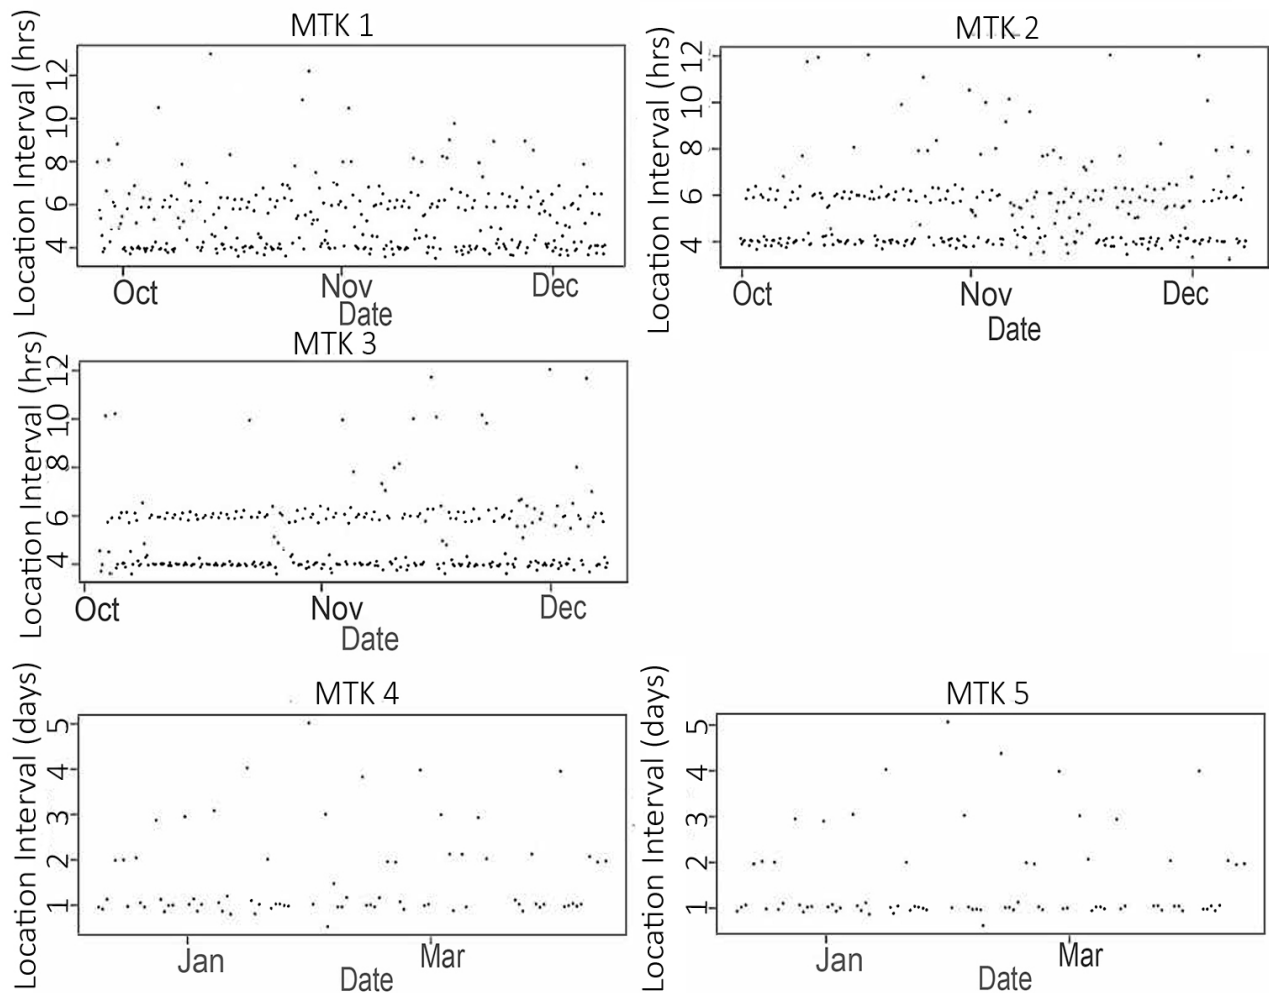 MTK 1
Location Interval (hrs)
12
10
8
6
4
Oct Nov Dec
Date
MTK 2
Location Interval (hrs)
12
10
8
6
4
Oct Nov Dec
Date
MTK 3
Location Interval (hrs)
12
10
8
6
4
Oct Nov Dec
Date
MTK 4
Location Interval (days)
5
4
3
2
1
Jan Mar
Date
MTK 5
Location Interval (days)
5
4
3
2
1
Jan Mar
Date